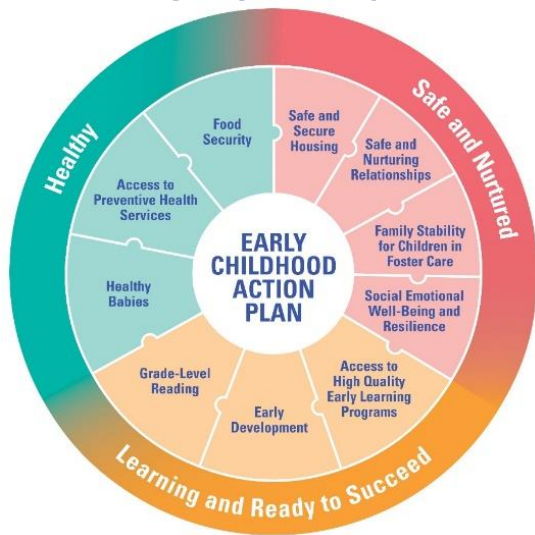 Healthy
Safe and Nurtured
Learning and Ready to Succeed
EARLY
CHILDHOOD
ACTION
PLAN
Food
Security
Safe and
Secure
Housing
Safe and
Nurturing
Relationships
Family Stability
for Children in
Foster Care
Social Emotional
Well-Being and
Resilience
Access to
High Quality
Early Learning
Programs
Early
Development
Grade-Level
Reading
Healthy
Babies
Access to
Preventive Health
Services